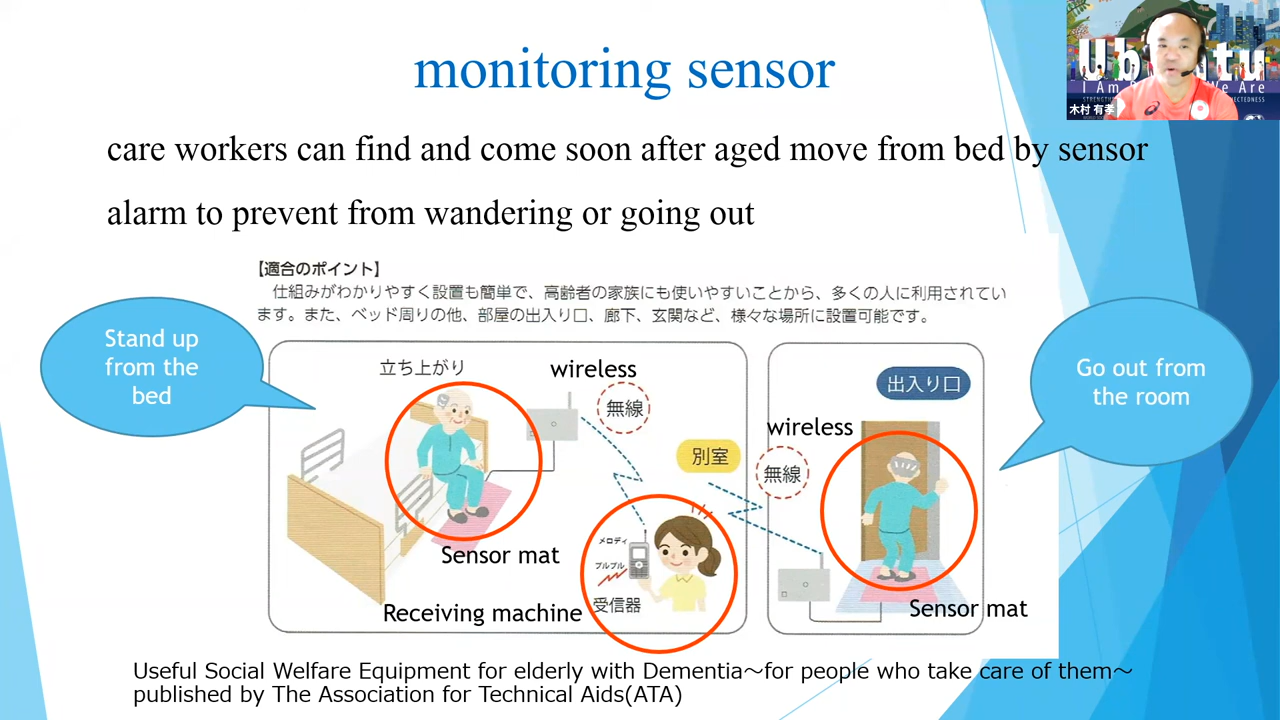 monitoring sensor
Ubuntu
I Am
We Are
木村 有孝
care workers can find and come soon after aged move from bed by sensor
alarm to prevent from wandering or going out
【適合のポイント】
仕組みがわかりやすく設置も簡単で、高齢者の家族にも使いやすいことから、多くの人に利用されてい
ます。また、ベッド周りの他、部屋の出入り口、廊下、玄関など、様々な場所に設置可能です。
Stand up
from the
bed
立ち上がり
wireless
無線
別室
出入り口
wireless
無線
Go out from
the room
Sensor mat
メロディ
ブルブル
Receiving machine
受信器
Sensor mat
Useful Social Welfare Equipment for elderly with Dementia～for people who take care of them～
published by The Association for Technical Aids(ATA)